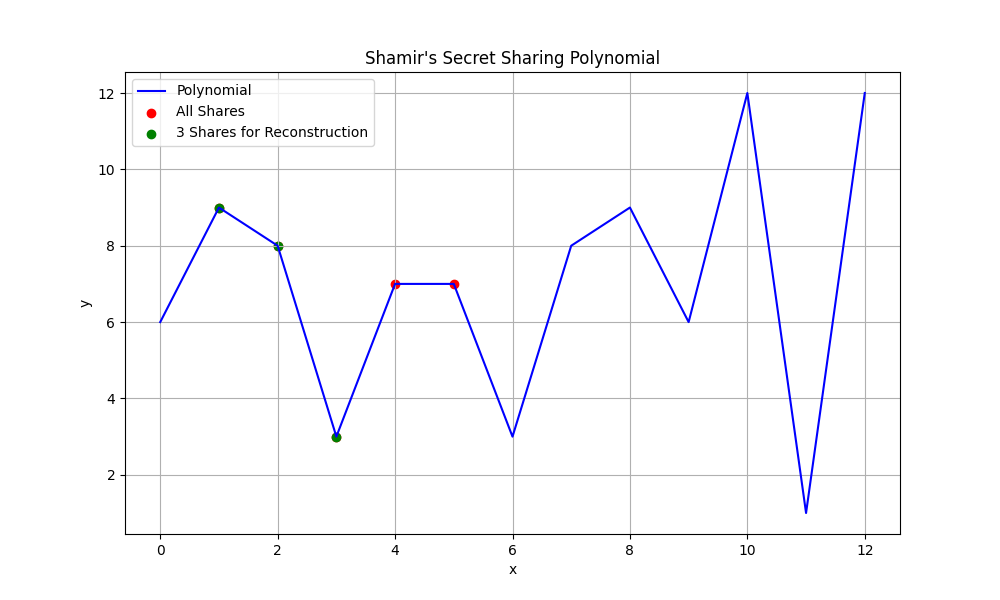 Shamir's Secret Sharing Polynomial
Polynomial
All Shares
3 Shares for Reconstruction
12
10
8
6
4
2
y
0 2 4 6 8 10 12
x